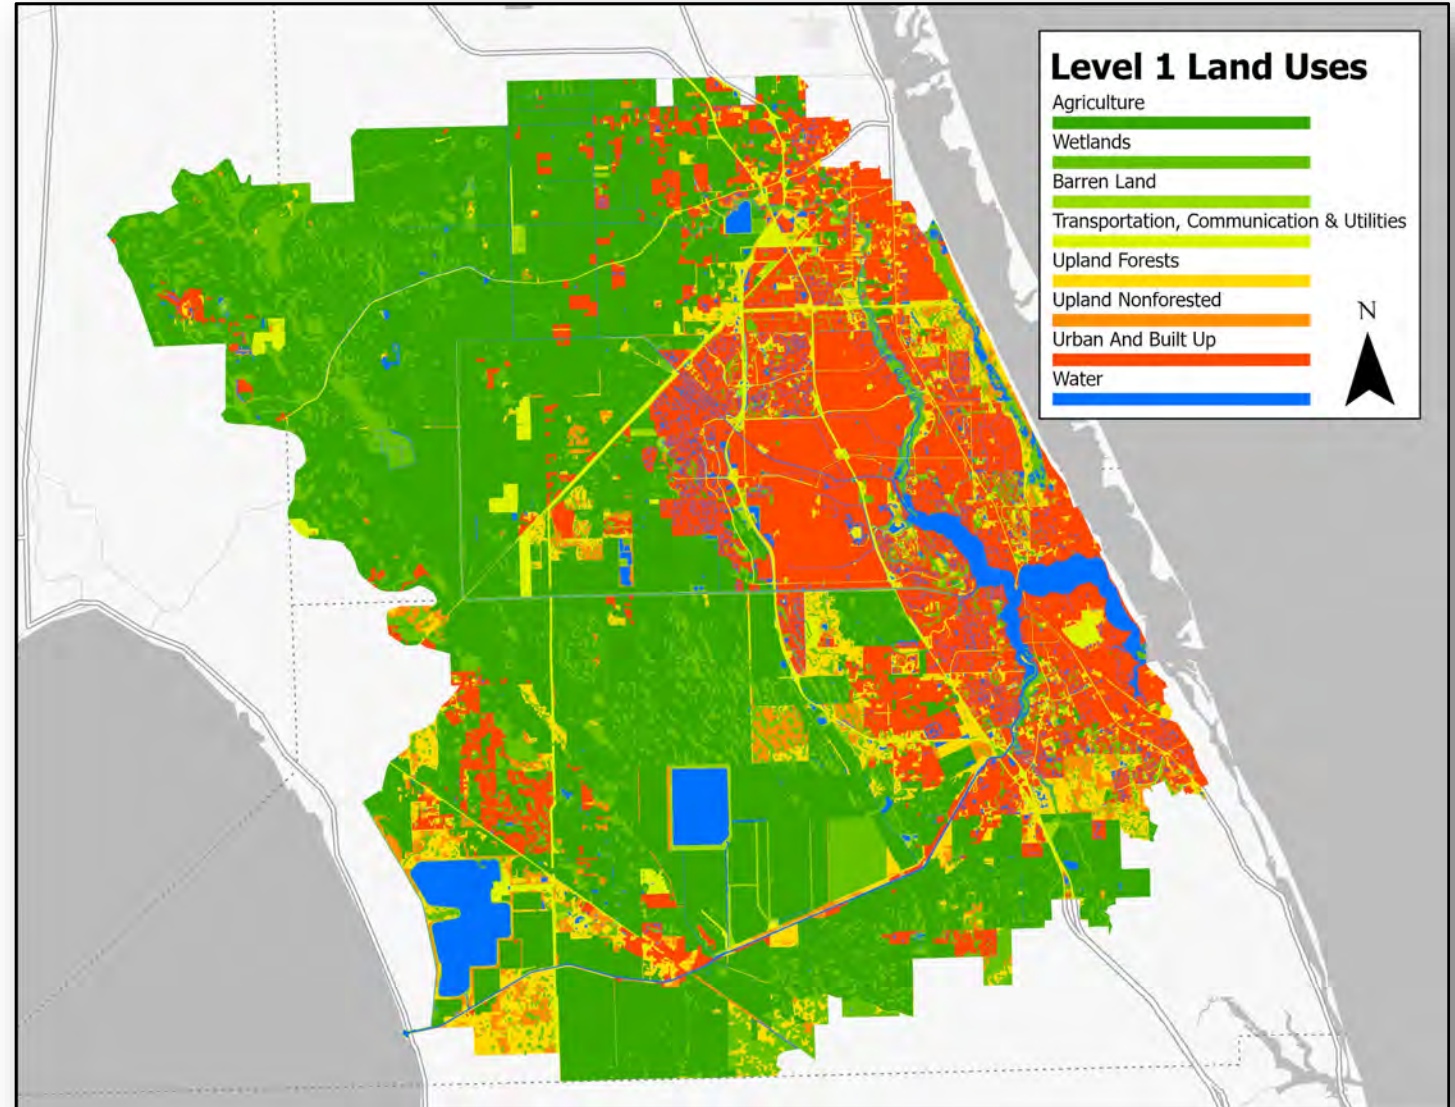 Level 1 Land Uses
Agriculture
Wetlands
Barren Land
Transportation, Communication & Utilities
Upland Forests
Upland Nonforested
Urban And Built Up
Water
N